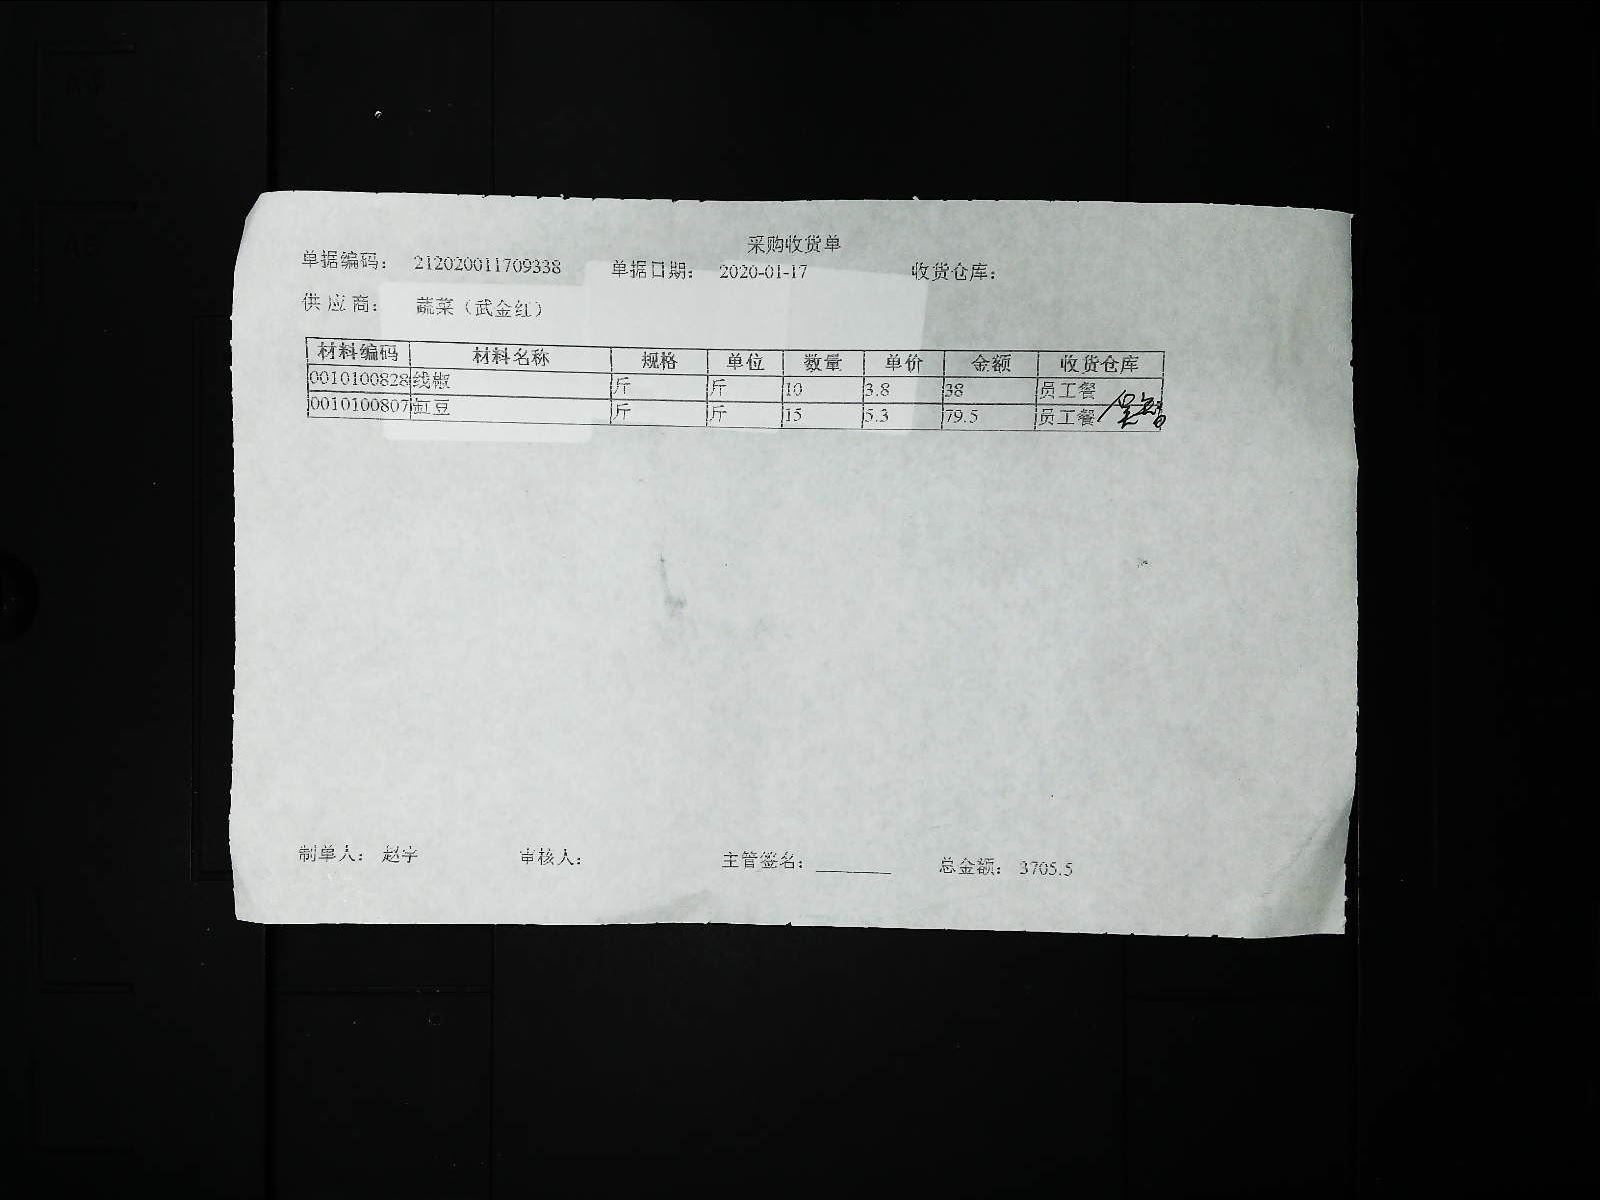 采购收货单
单据编码： 212020011709338 单据日期： 2020-01-17 收货仓库：
供应商： 蔬菜（武金红）
材料编码 材料名称 规格 单位 数量 单价 金额 收货仓库
0010100828 线椒 斤 斤 10 3.8 38 员工餐
0010100807 缸豆 斤 斤 15 5.3 79.5 员工餐
制单人： 赵宇 审核人： 主管签名： 总金额： 3705.5